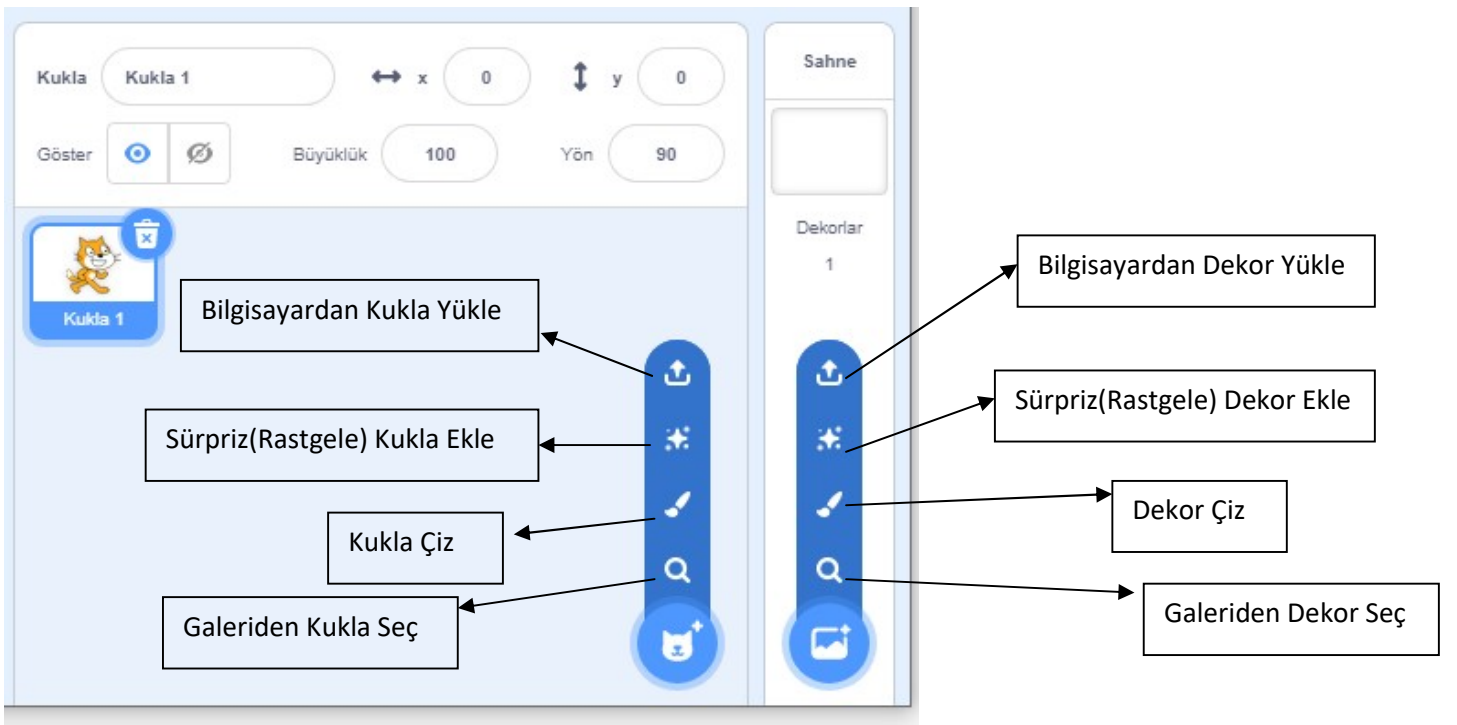 Kukla Kukla 1 x 0 y 0
Göster Büyüklük 100 Yön 90
Kukla 1
Sahne
Dekorlar
1
Bilgisayardan Kukla Yükle
Sürpriz(Rastgele) Kukla Ekle
Kukla Çiz
Galeriden Kukla Seç
Bilgisayardan Dekor Yükle
Sürpriz(Rastgele) Dekor Ekle
Dekor Çiz
Galeriden Dekor Seç